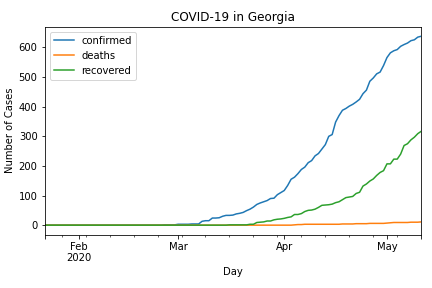 COVID-19 in Georgia
confirmed
deaths
recovered
Number of Cases
600
500
400
300
200
100
0
Feb
2020
Mar
Apr
May
Day